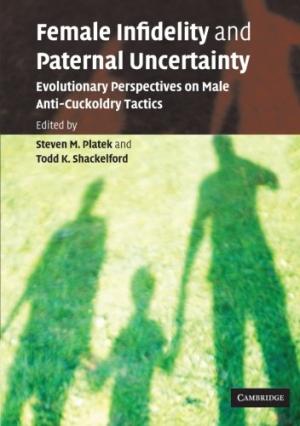 Female Infidelity and
Paternal Uncertainty
Evolutionary Perspectives on Male
Anti-Cuckoldry Tactics
Edited by
Steven M. Platek and
Todd K. Shackelford
CAMBRIDGE